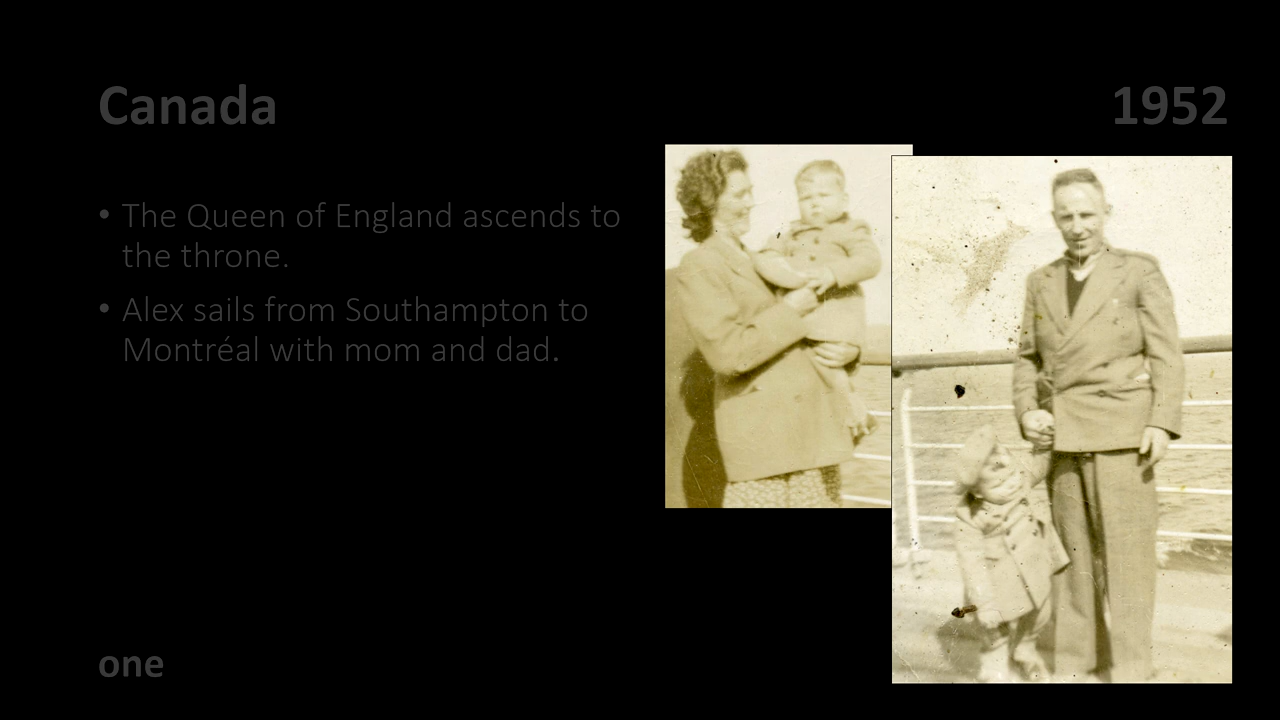 Canada
1952
• The Queen of England ascends to
the throne.
• Alex sails from Southampton to
Montréal with mom and dad.
one